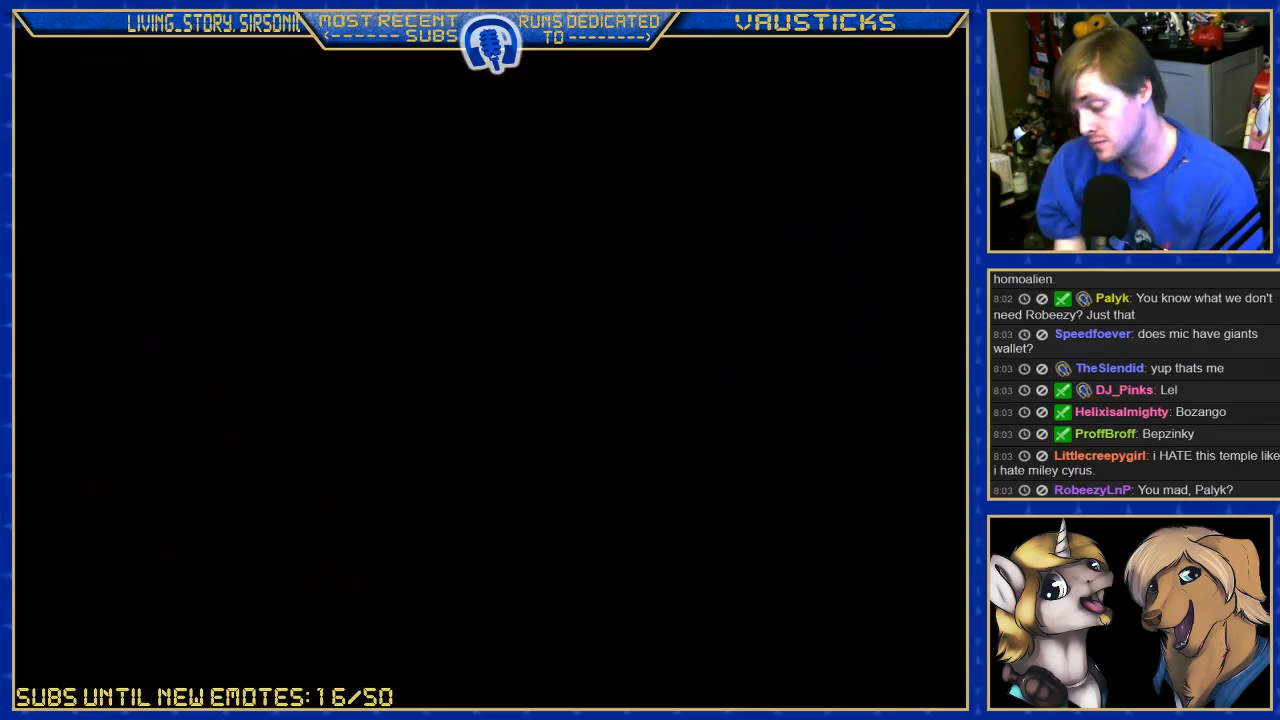 LIVING_STORY, SIRSONI
MOST RECENT
<------ SUBS
RUNS DEDICATED
TO -------->
VAUSTICKS
homoalien.
8:02 Palyk: You know what we don't
need Robeezy? Just that
8:03 Speedfoever: does mic have giants
wallet?
8:03 TheSlendid: yup thats me
8:03 DJ_Pinks: Lel
8:03 Helixisalmighty: Bozango
8:03 ProffBroff: Bepzinky
8:03 Littlecreepygirl: i HATE this temple like
i hate miley cyrus.
8:03 RobeezyLnP: You mad, Palyk?
SUBS UNTIL NEW EMOTES: 16/50